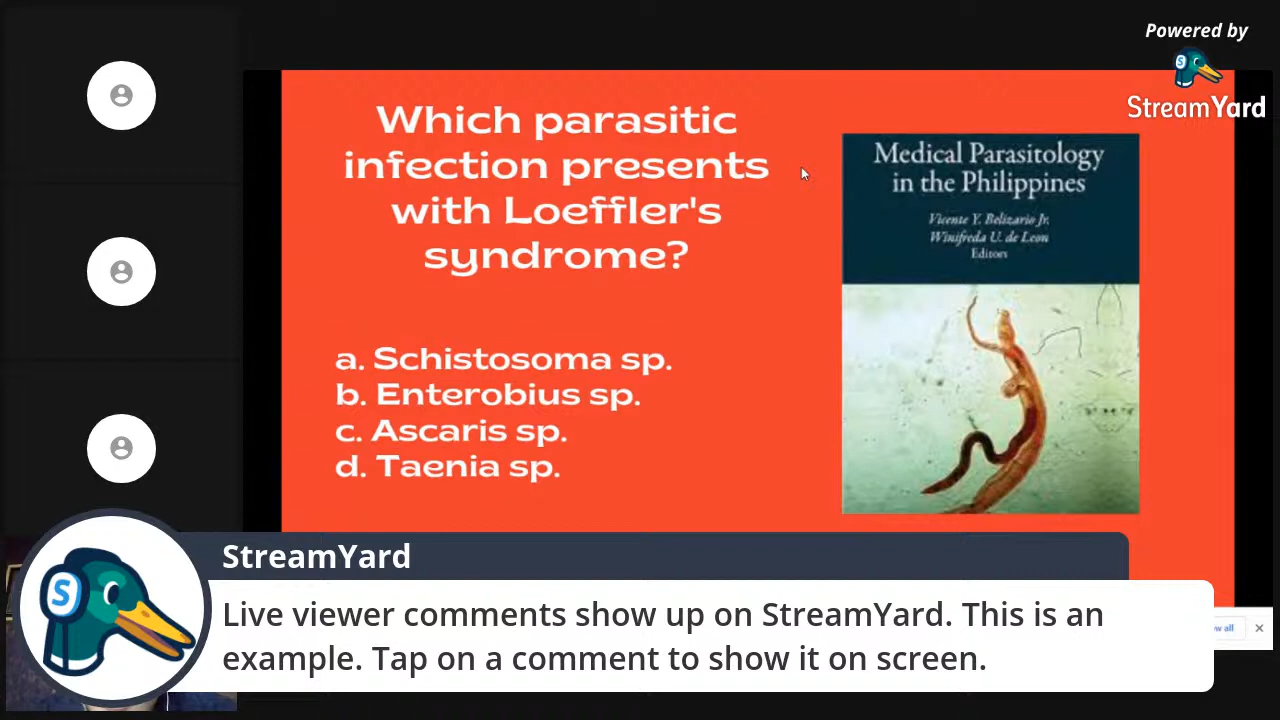 Powered by
StreamYard
Which parasitic
infection presents
with Loeffler's
syndrome?
a. Schistosoma sp.
b. Enterobius sp.
c. Ascaris sp.
d. Taenia sp.
Medical Parasitology
in the Philippines
Vicente Y. Belizario Jr.
Winifreda U. de Leon
Editors
S
StreamYard
Live viewer comments show up on StreamYard. This is an
example. Tap on a comment to show it on screen.
all